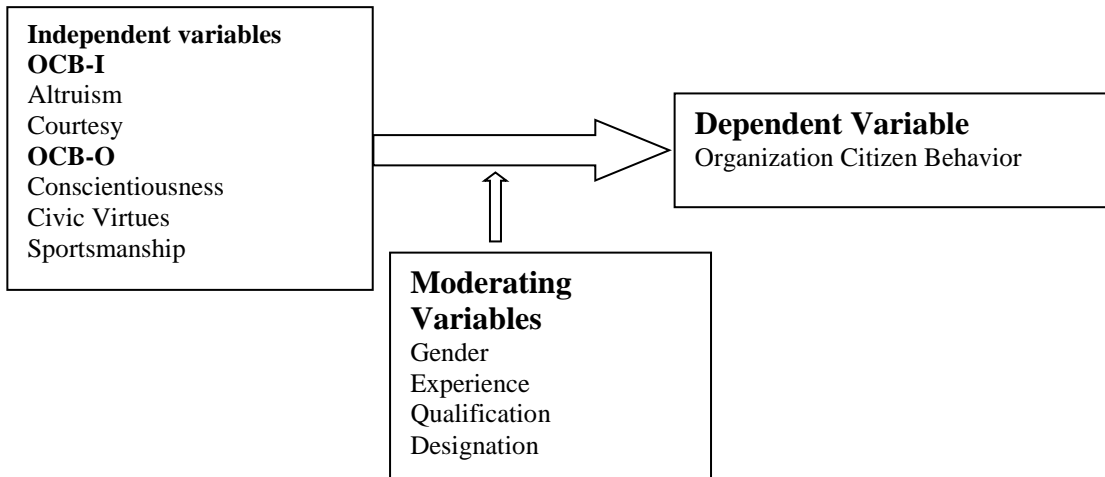 Independent variables
OCB-I
Altruism
Courtesy
OCB-O
Conscientiousness
Civic Virtues
Sportsmanship
Dependent Variable
Organization Citizen Behavior
Moderating
Variables
Gender
Experience
Qualification
Designation